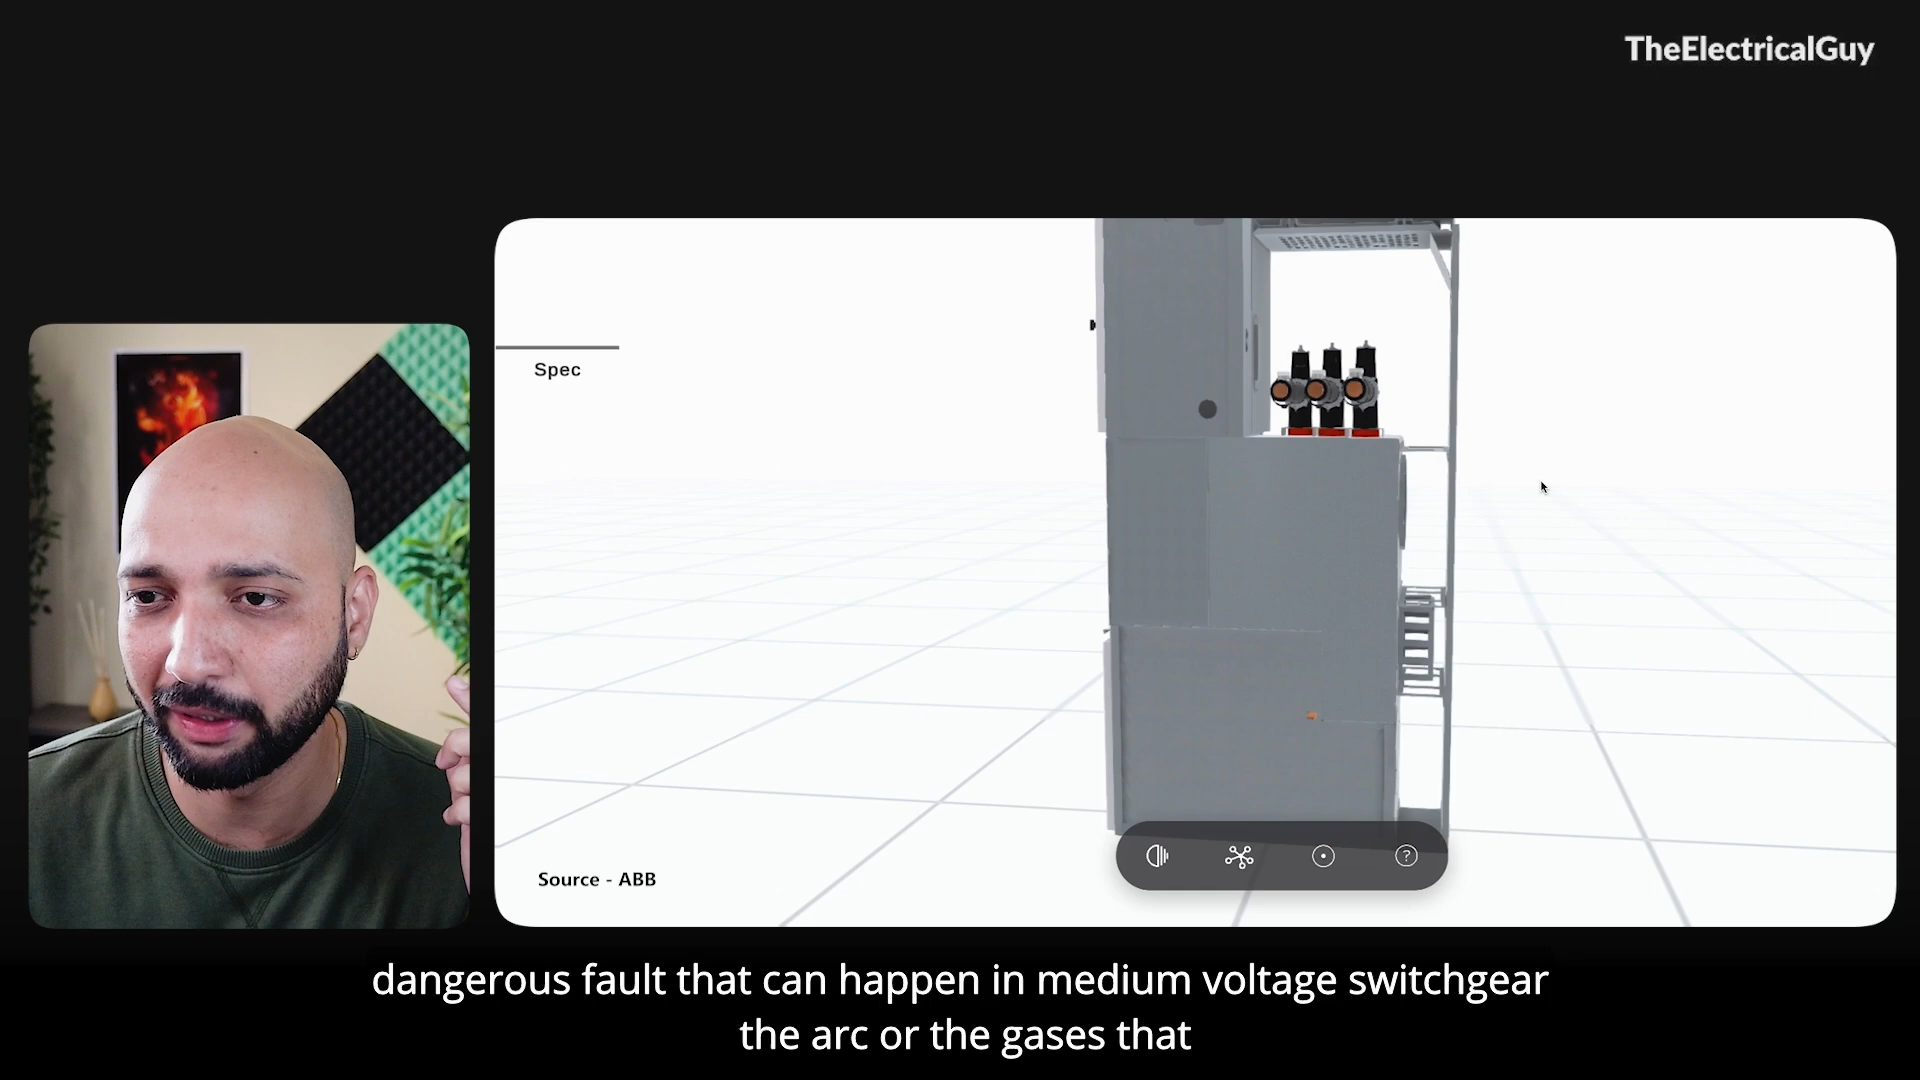 TheElectricalGuy
Spec
Source - ABB
dangerous fault that can happen in medium voltage switchgear
the arc or the gases that